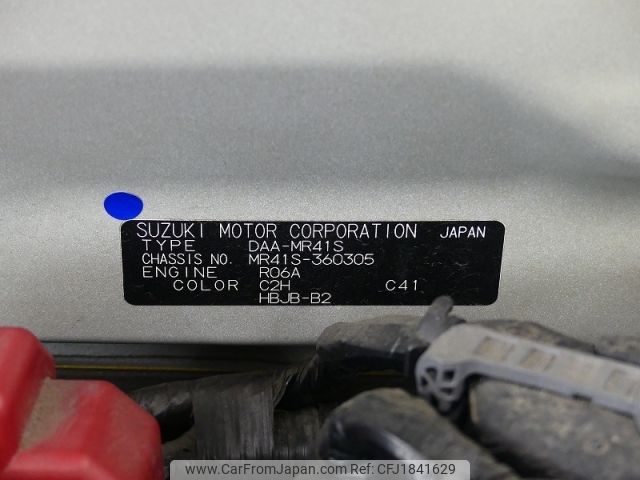 SUZUKI MOTOR CORPORATION JAPAN
TYPE DAA-MR41S
CHASSIS NO. MR41S-360305
ENGINE R06A
COLOR C2H C41
HBJB-B2
www.CarFromJapan.com Ref No: CFJ1841629